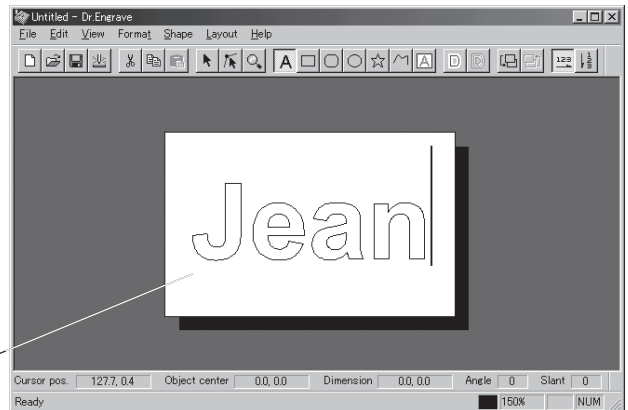 Untitled - Dr.Engrave
File Edit View Format Shape Layout Help
A A D D 123
Jean
Cursor pos. 127.7, 0.4 Object center 0.0, 0.0 Dimension 0.0, 0.0 Angle 0 Slant 0
Ready 150% NUM